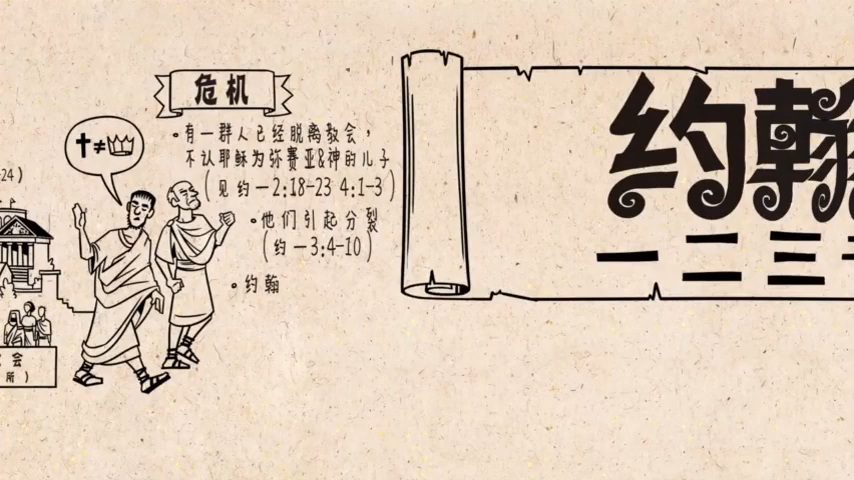 危机
•有一群人已经脱离教会，
不认耶稣为弥赛亚&神的儿子
(见约一2:18-23 4:1-3)
•他们引起分裂
(约一3:4-10)
•约翰
≠
24)
会
所)
约翰
一二三